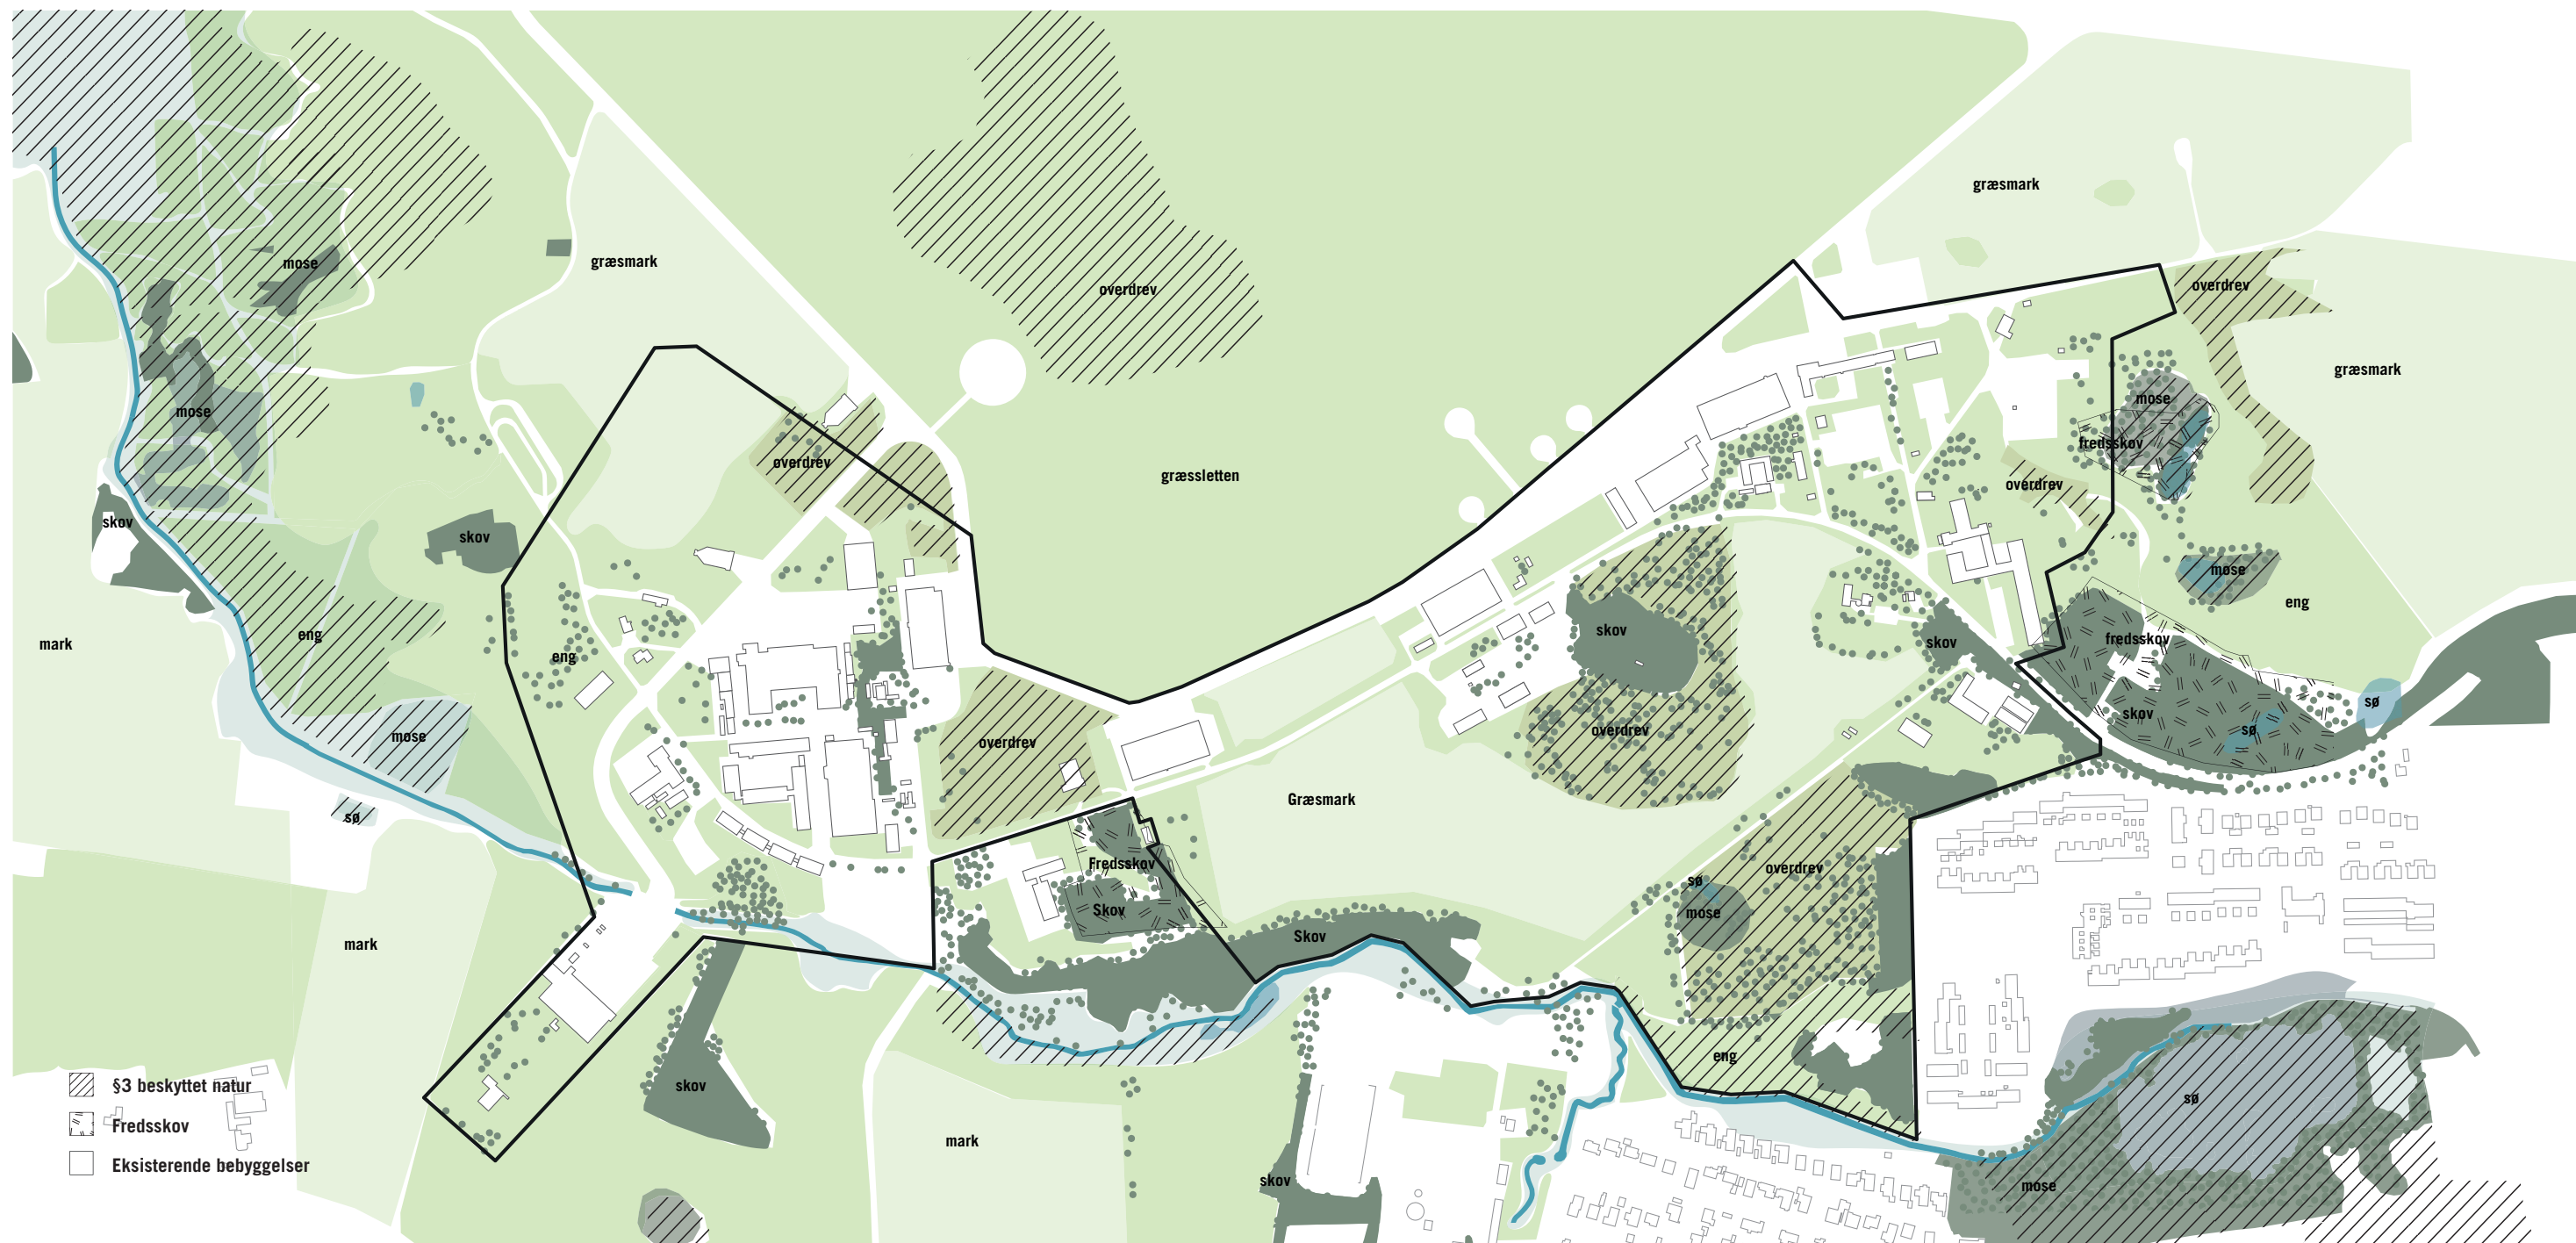 græsmark
mose
græsmark
overdrev
overdrev
græsmark
mose
mose
fredsskov
overdrev
græssletten
overdrev
skov
skov
mose
eng
eng
skov
fredsskov
mark
eng
skov
skov
sø
mose
overdrev
overdrev
skov
sø
sø
Græsmark
Fredsskov
overdrev
sø
Skov
mose
mark
Skov
eng
§3 beskyttet natur
skov
sø
Fredsskov
mark
Eksisterende bebyggelser
skov
mose